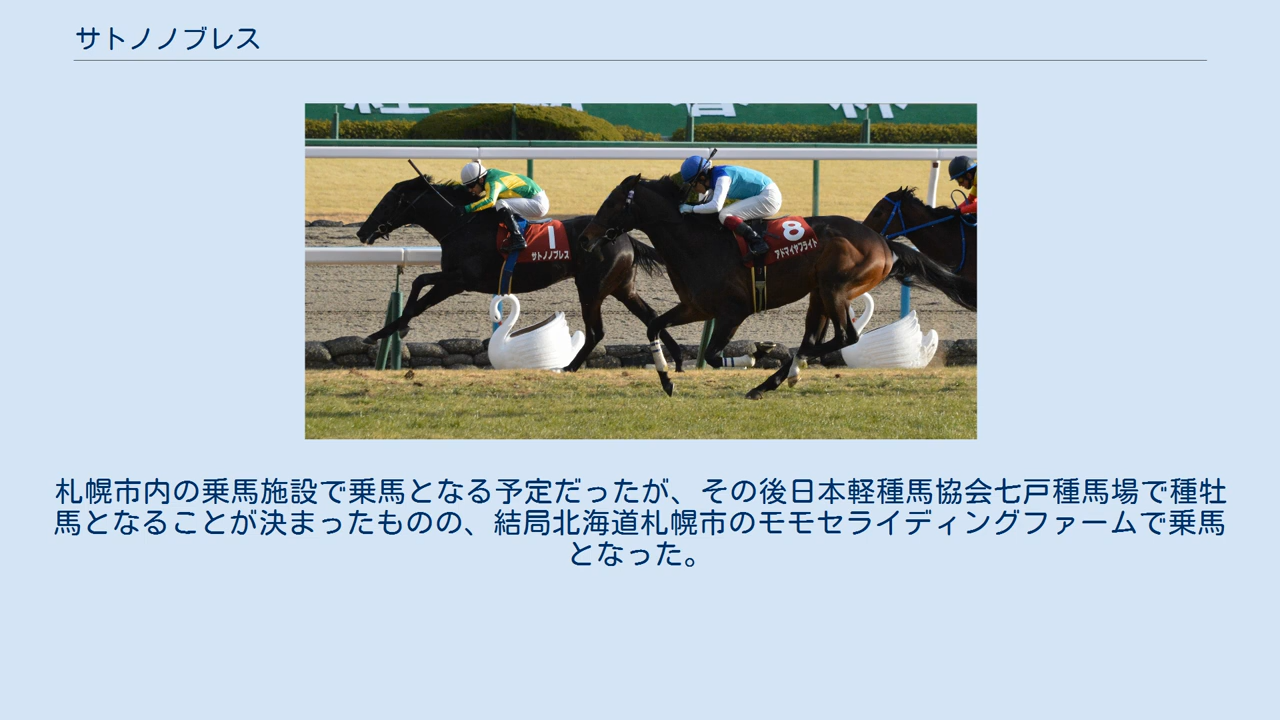 サトノノブレス
1
サトノノブレス
8
アドマイヤフライト
札幌市内の乗馬施設で乗馬となる予定だったが、その後日本軽種馬協会七戸種馬場で種牡
馬となることが決まったものの、結局北海道札幌市のモモセライディングファームで乗馬
となった。